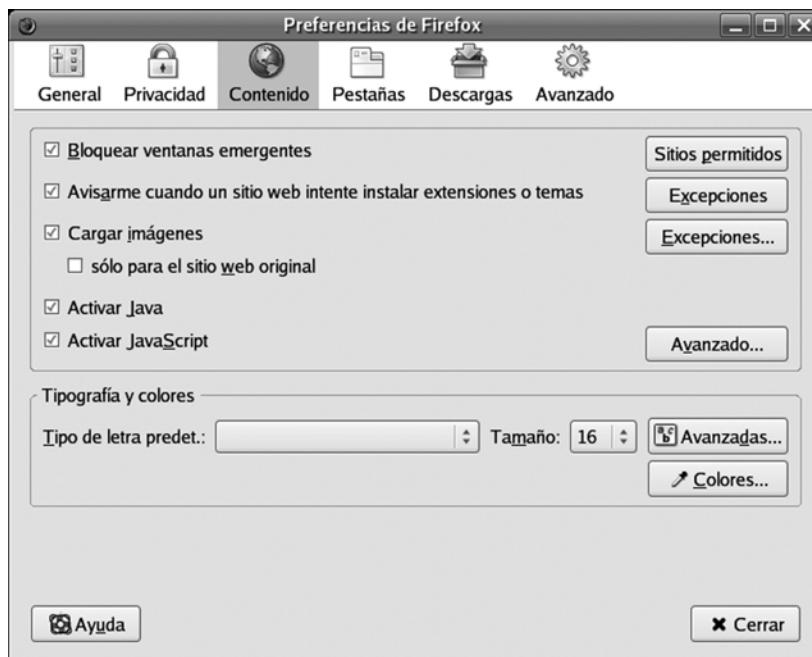 Preferencias de Firefox
General Privacidad Contenido Pestañas Descargas Avanzado
Bloquear ventanas emergentes Sitios permitidos
Avisarme cuando un sitio web intente instalar extensiones o temas Excepciones
Cargar imágenes Excepciones...
sólo para el sitio web original
Activar Java
Activar JavaScript Avanzado...
Tipografía y colores
Tipo de letra predet.: Tamaño: 16 Avanzadas...
Colores...
Ayuda Cerrar